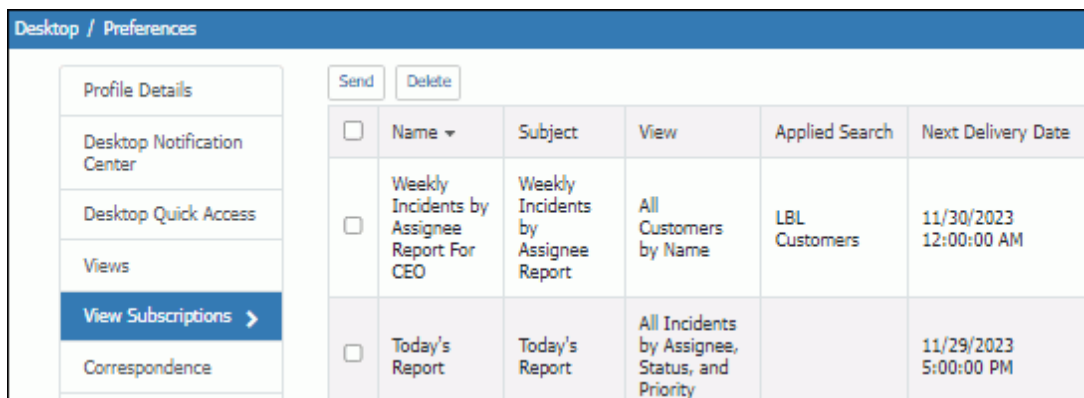 Desktop / Preferences
Profile Details
Desktop Notification
Center
Desktop Quick Access
Views
View Subscriptions
Correspondence
Send Delete
Name Subject View Applied Search Next Delivery Date
Weekly
Incidents by
Assignee
Report For
CEO
Weekly
Incidents
by
Assignee
Report
All
Customers
by Name
LBL
Customers
11/30/2023
12:00:00 AM
Today's
Report
Today's
Report
All Incidents
by Assignee,
Status, and
Priority
11/29/2023
5:00:00 PM